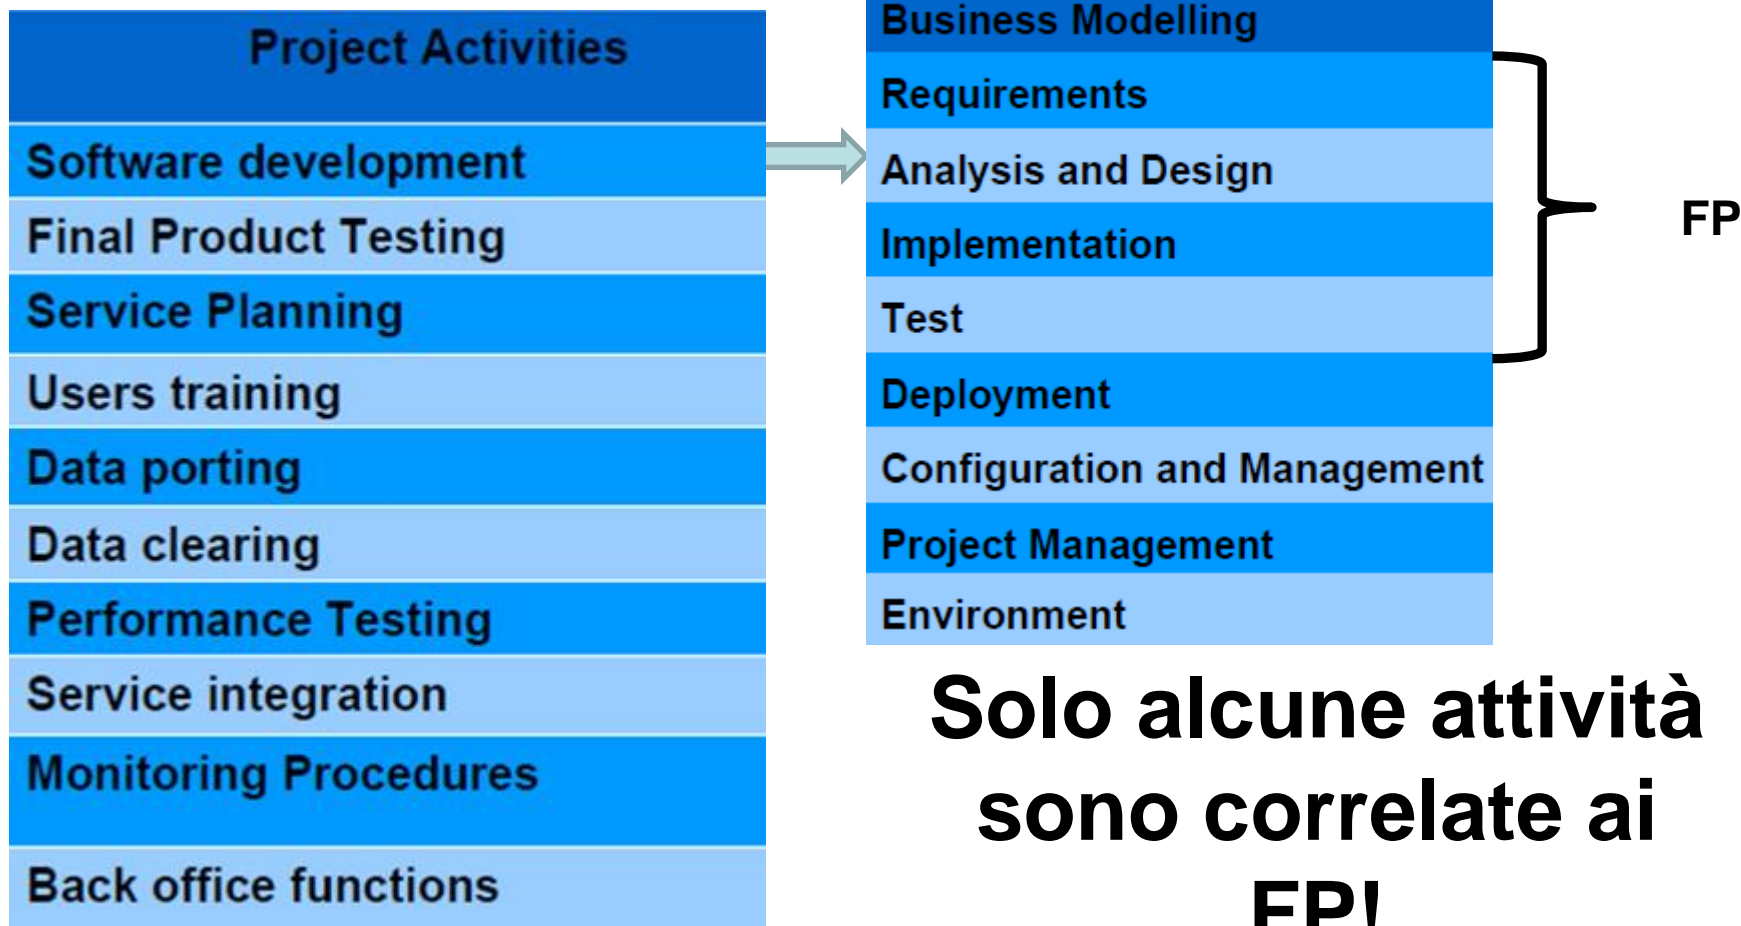 Project Activities
Software development
Final Product Testing
Service Planning
Users training
Data porting
Data clearing
Performance Testing
Service integration
Monitoring Procedures
Back office functions
Business Modelling
Requirements
Analysis and Design
Implementation
Test
Deployment
Configuration and Management
Project Management
Environment
FP
Solo alcune attività
sono correlate ai
FP!